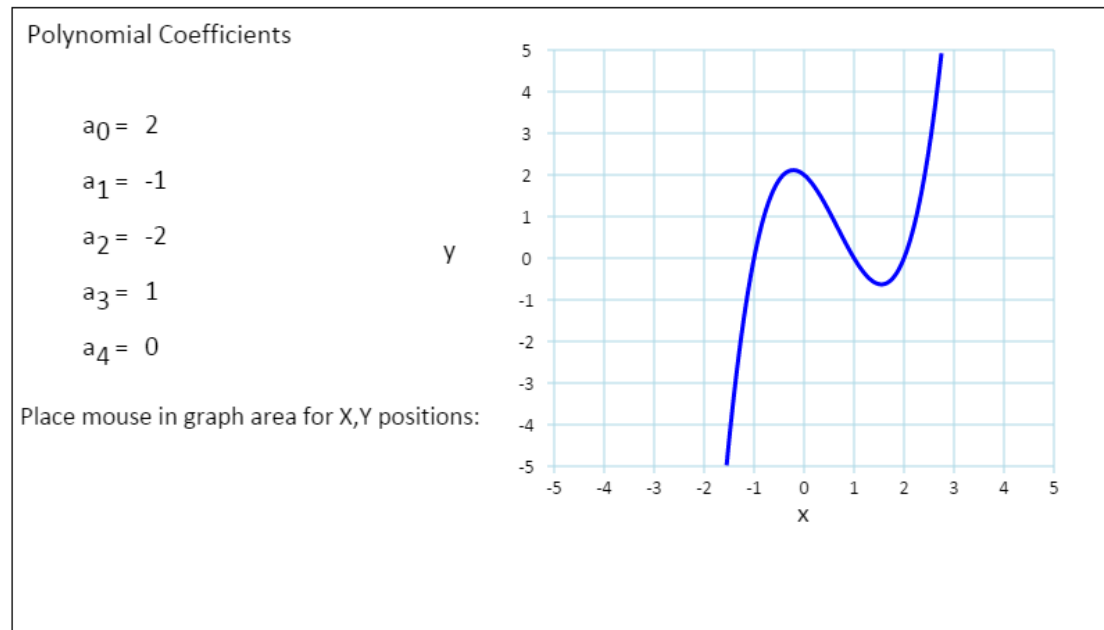 Polynomial Coefficients
a0 = 2
a1 = -1
a2 = -2
a3 = 1
a4 = 0
Place mouse in graph area for X,Y positions:
y
5
4
3
2
1
0
-1
-2
-3
-4
-5
-5 -4 -3 -2 -1 0 1 2 3 4 5
x